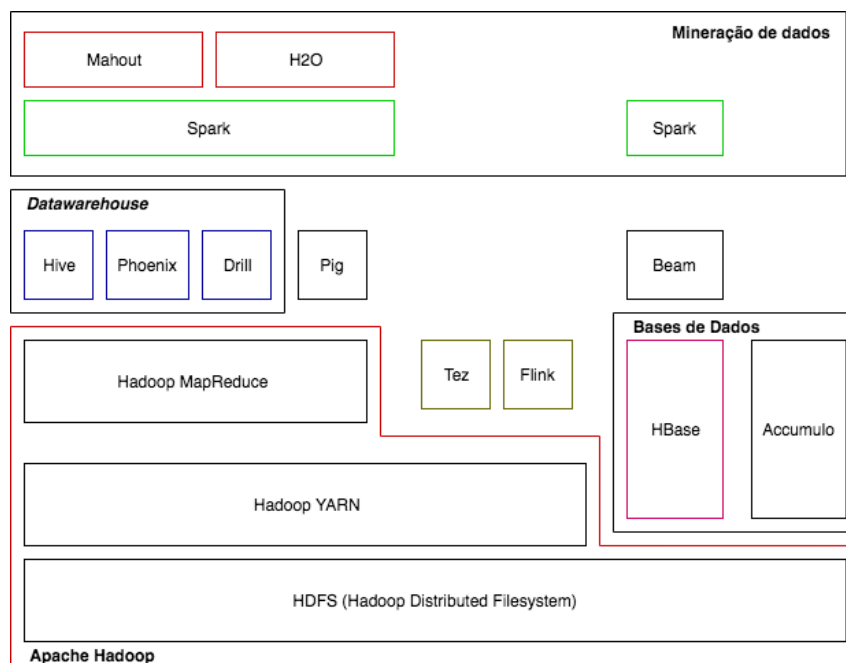 Mineração de dados
Mahout
H2O
Spark
Spark
Datawarehouse
Hive
Phoenix
Drill
Pig
Beam
Bases de Dados
Hadoop MapReduce
Tez
Flink
HBase
Accumulo
Hadoop YARN
HDFS (Hadoop Distributed Filesystem)
Apache Hadoop